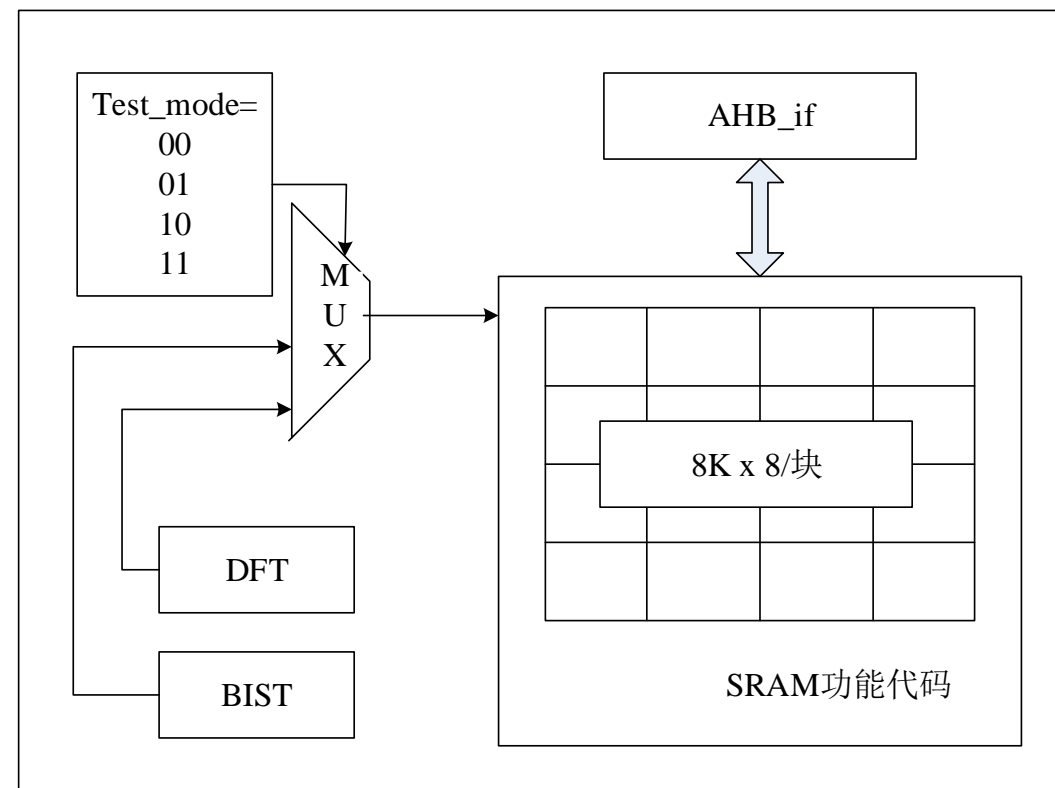 Test_mode=
00
01
10
11
AHB_if
M
U
X
8K x 8/块
DFT
BIST
SRAM功能代码